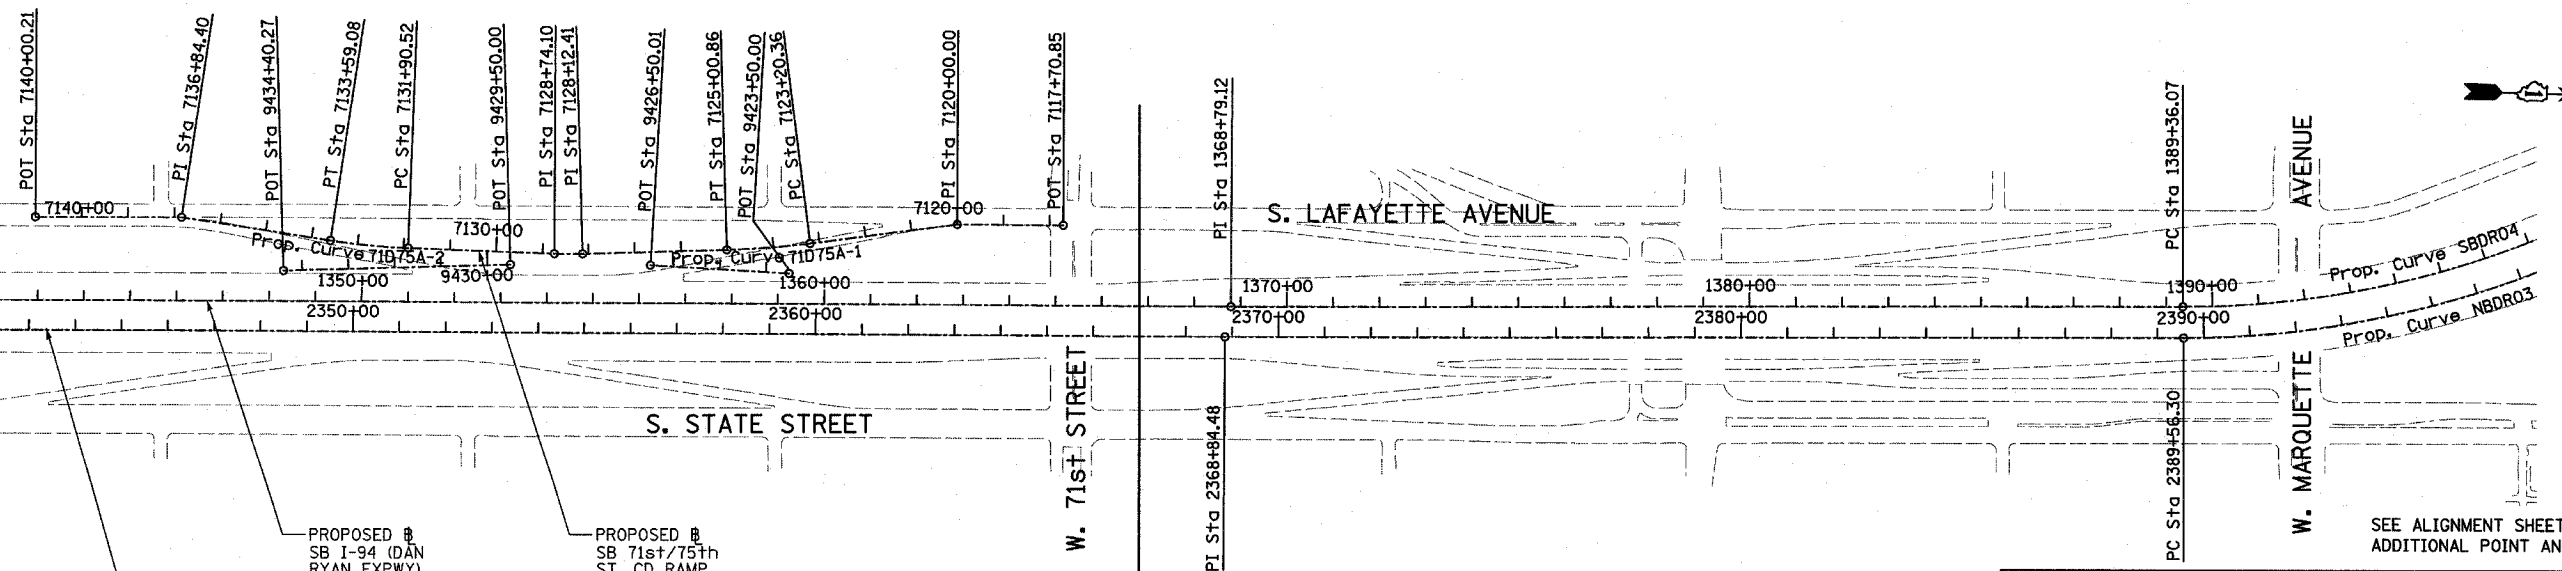 POT Sta 7140+00.21
PI Sta 7136+84.40
POT Sta 9434+40.27
PT Sta 7133+59.08
PC Sta 7131+90.52
POT Sta 9429+50.00
PI Sta 7128+74.10
PI Sta 7128+12.41
POT Sta 9426+50.01
PT Sta 7125+00.86
POT Sta 9423+50.00
PC Sta 7123+20.36
PI Sta 7120+00.00
POT Sta 7117+70.85
PI Sta 1368+79.12
PC Sta 1389+36.07
7140+00
7130+00
7120+00
S. LAFAYETTE AVENUE
Prop. Curve 71D75A-2
Prop. Curve 71D75A-1
Prop. Curve SBDR04
1350+00
9430+00
1360+00
1370+00
1380+00
1390+00
2350+00
2360+00
2370+00
2380+00
2390+00
Prop. Curve NBDR03
S. STATE STREET
W. 71st STREET
PI Sta 2368+84.48
PC Sta 2389+56.30
W. MARQUETTE AVENUE
PROPOSED
SB I-94 (DAN
RYAN EXPWY)
PROPOSED
SB 71st/75th
ST. CD RAMP
SEE ALIGNMENT SHEET
ADDITIONAL POINT AN